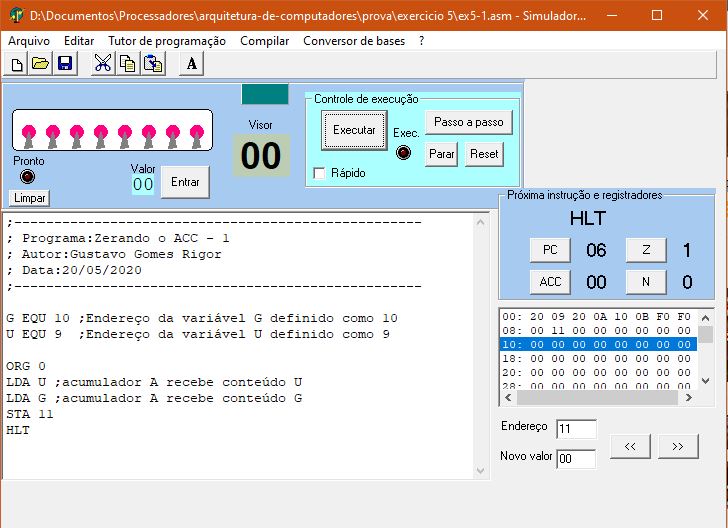 D:\Documentos\Processadores\arquitetura-de-computadores\prova\exercicio 5\ex5-1.asm - Simulador...
Arquivo Editar Tutor de programação Compilar Conversor de bases ?
A
Controle de execução
Visor
Executar
Passo a passo
Exec.
00
Parar Reset
Rápido
Pronto
Valor
00
Entrar
Limpar
Próxima instrução e registradores
HLT
PC 06 Z 1
ACC 00 N 0
;---------------------------------------------------
; Programa:Zerando o ACC - 1
; Autor:Gustavo Gomes Rigor
; Data:20/05/2020
;---------------------------------------------------
G EQU 10 ;Endereço da variável G definido como 10
U EQU 9  ;Endereço da variável U definido como 9
ORG 0
LDA U ;acumulador A recebe conteúdo U
LDA G ;acumulador A recebe conteúdo G
STA 11
HLT
00: 20 09 20 0A 10 0B F0 F0
08: 00 11 00 00 00 00 00 00
10: 00 00 00 00 00 00 00 00
18: 00 00 00 00 00 00 00 00
20: 00 00 00 00 00 00 00 00
28: 00 00 00 00 00 00 00 00
Endereço 11
Novo valor 00
<< >>